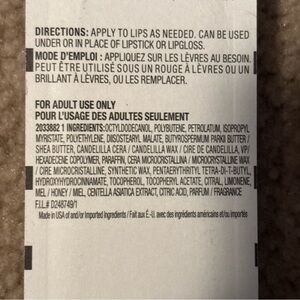 DIRECTIONS: APPLY TO LIPS AS NEEDED. CAN BE USED
UNDER OR IN PLACE OF LIPSTICK OR LIPGLOSS.
MODE D'EMPLOI : APPLIQUEZ SUR LES LÈVRES AU BESOIN.
PEUT ÊTRE UTILISÉ SOUS UN ROUGE À LÈVRES OU UN
BRILLANT À LÈVRES, OU LES REMPLACER.
FOR ADULT USE ONLY
POUR L'USAGE DES ADULTES SEULEMENT
2033882 1 INGREDIENTS: OCTYLDODECANOL, POLYBUTENE, PETROLATUM, ISOPROPYL
MYRISTATE, POLYETHYLENE, DIISOSTEARYL MALATE, BUTYROSPERMUM PARKII BUTTER /
SHEA BUTTER, CANDELILLA CERA / CANDELILLA WAX / CIRE DE CANDELILLA, VP/
HEXADECENE COPOLYMER, PARAFFIN, CERA MICROCRISTALLINA / MICROCRYSTALLINE WAX
/ CIRE MICROCRISTALLINE, SYNTHETIC WAX, PENTAERYTHRITYL TETRA-DI-T-BUTYL
HYDROXYHYDROCINNAMATE, TOCOPHEROL, TOCOPHERYL ACETATE, CITRAL, LIMONENE,
MEL / HONEY / MIEL, CENTELLA ASIATICA EXTRACT, CITRIC ACID, PARFUM / FRAGRANCE
F.I.L# D248749/1
Made in USA of and/or Imported Ingredients / Fait aux É.-U. avec des ingrédients américains et/ou importés